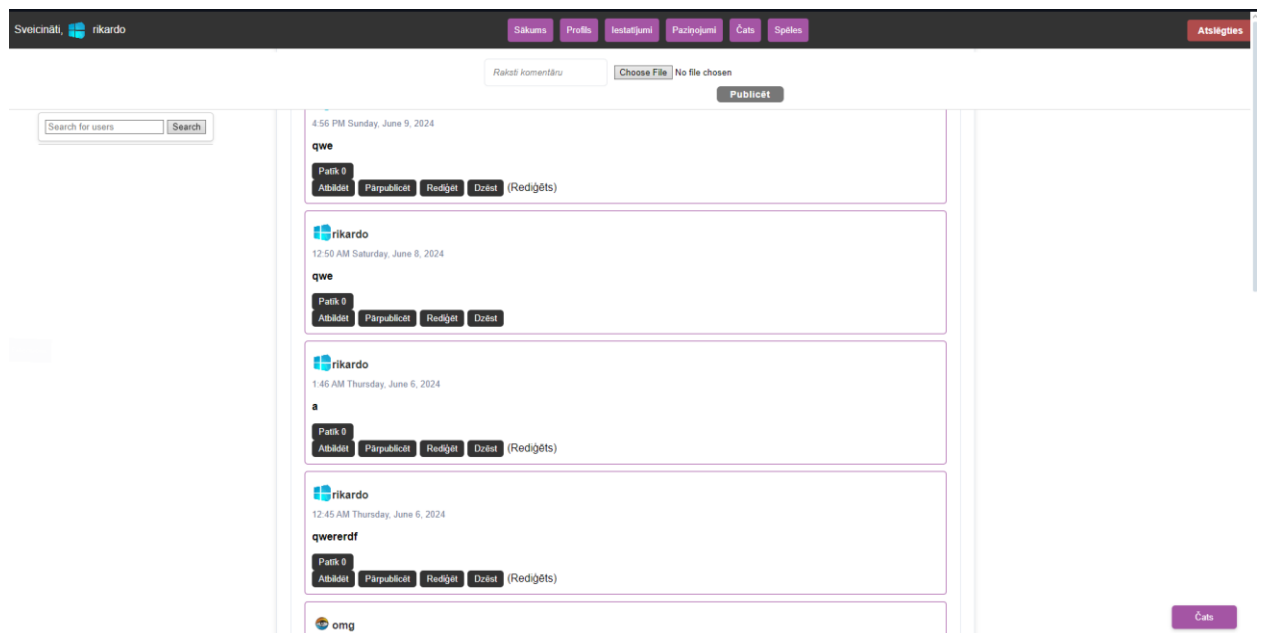 Sveicināti, rikardo Sākums Profils Iestatījumi Paziņojumi Čats Spēles Atslēgties
Raksti komentāru Choose File No file chosen
Publicēt
Search for users Search
4:56 PM Sunday, June 9, 2024
qwe
Patīk 0
Atbildēt Pārpublicēt Rediģēt Dzēst (Rediģēts)
rikardo
12:50 AM Saturday, June 8, 2024
qwe
Patīk 0
Atbildēt Pārpublicēt Rediģēt Dzēst
rikardo
1:46 AM Thursday, June 6, 2024
a
Patīk 0
Atbildēt Pārpublicēt Rediģēt Dzēst (Rediģēts)
rikardo
12:45 AM Thursday, June 6, 2024
qwererdf
Patīk 0
Atbildēt Pārpublicēt Rediģēt Dzēst (Rediģēts)
omg
Čats